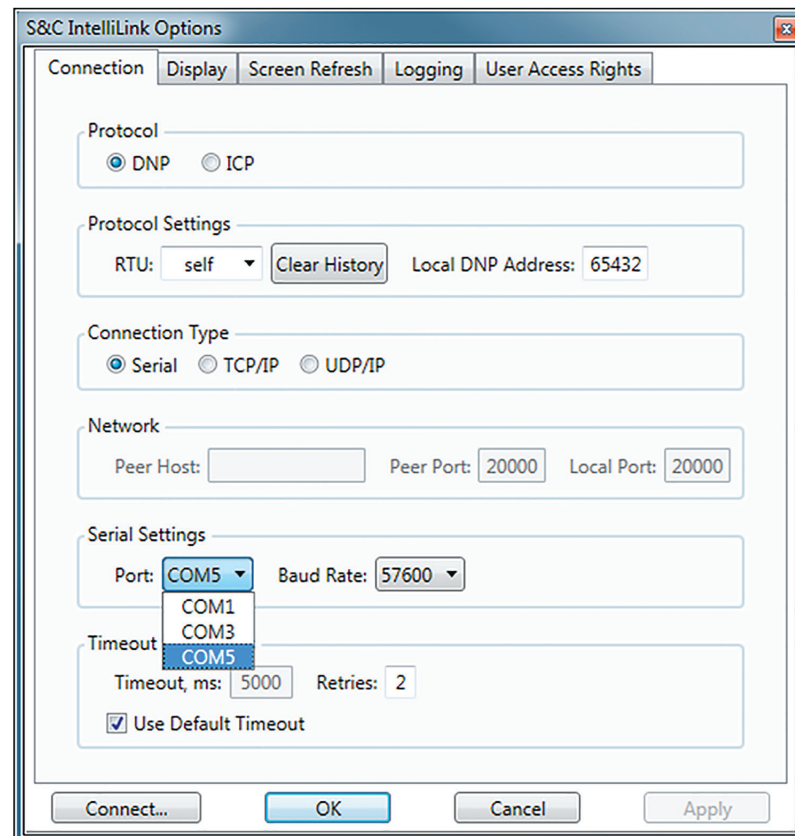 S&C IntelliLink Options
Connection Display Screen Refresh Logging User Access Rights
Protocol
DNP ICP
Protocol Settings
RTU: self Clear History Local DNP Address: 65432
Connection Type
Serial TCP/IP UDP/IP
Network
Peer Host: Peer Port: 20000 Local Port: 20000
Serial Settings
Port: COM5 Baud Rate: 57600
COM1
COM3
COM5
Timeout
Timeout, ms: 5000 Retries: 2
Use Default Timeout
Connect... OK Cancel Apply